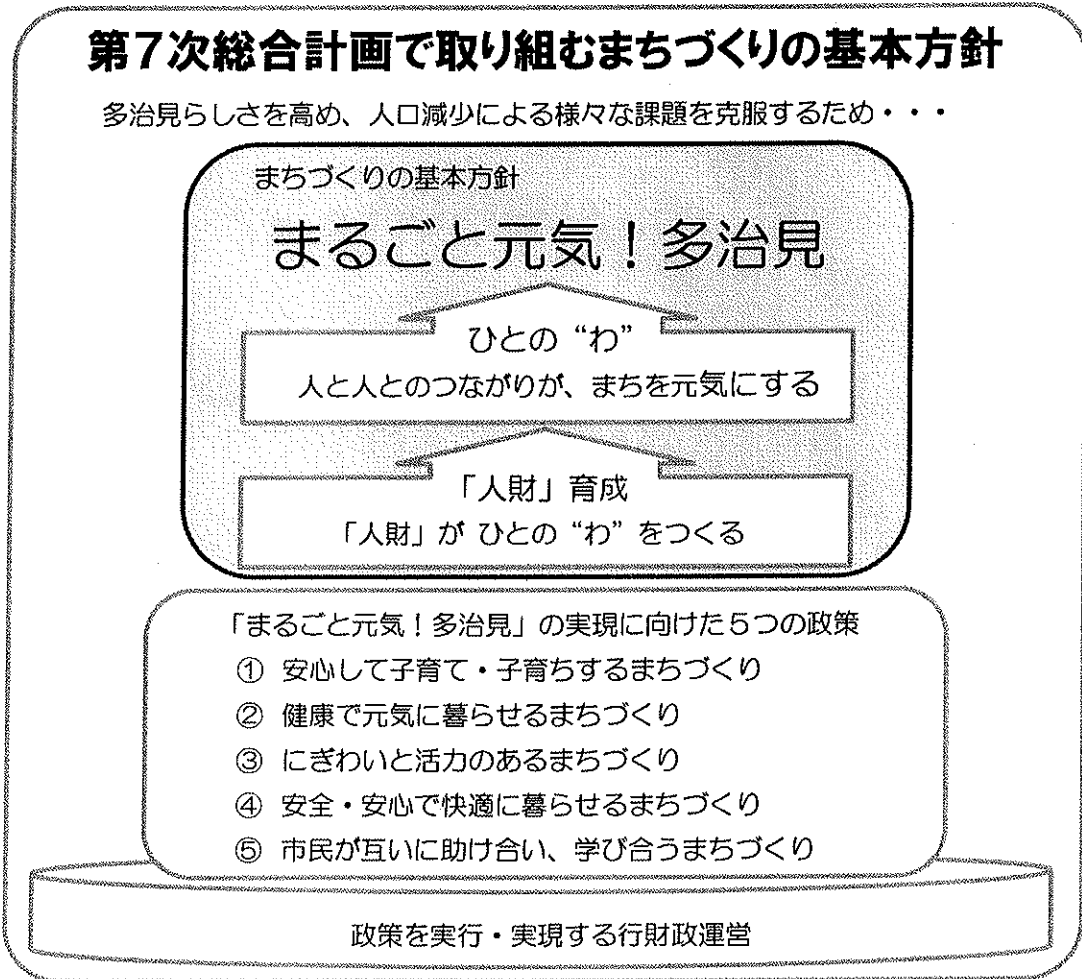 第7次総合計画で取り組むまちづくりの基本方針
多治見らしさを高め、人口減少による様々な課題を克服するため・・・
まちづくりの基本方針
まるごと元気！多治見
ひとの “わ”
人と人とのつながりが、まちを元気にする
「人財」育成
「人財」が ひとの “わ” をつくる
「まるごと元気！多治見」の実現に向けた５つの政策
① 安心して子育て・子育ちするまちづくり
② 健康で元気に暮らせるまちづくり
③ にぎわいと活力のあるまちづくり
④ 安全・安心で快適に暮らせるまちづくり
⑤ 市民が互いに助け合い、学び合うまちづくり
政策を実行・実現する行財政運営